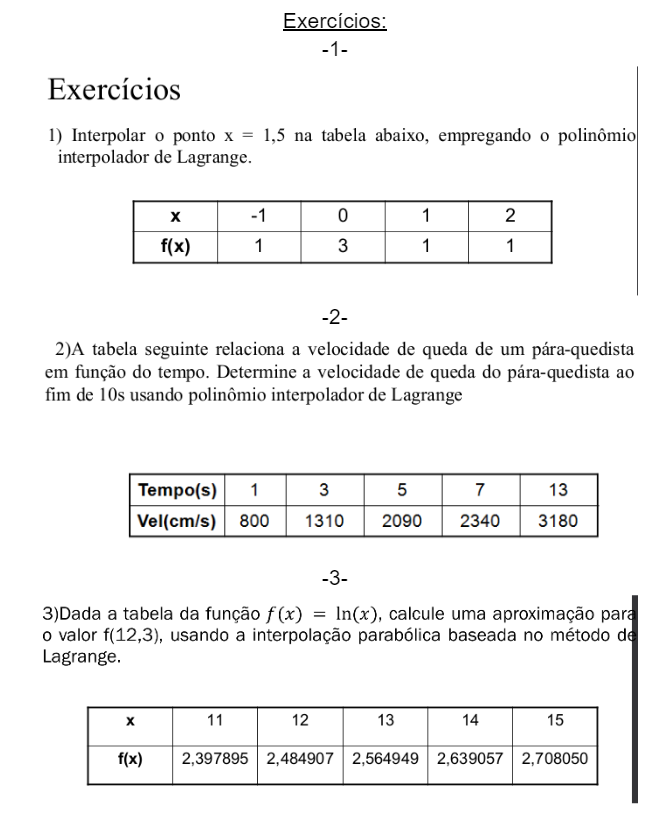 Exercícios:
-1-
Exercícios
1) Interpolar o ponto x = 1,5 na tabela abaixo, empregando o polinômio
interpolador de Lagrange.
x -1 0 1 2
f(x) 1 3 1 1
-2-
2)A tabela seguinte relaciona a velocidade de queda de um pára-quedista
em função do tempo. Determine a velocidade de queda do pára-quedista ao
fim de 10s usando polinômio interpolador de Lagrange
Tempo(s) 1 3 5 7 13
Vel(cm/s) 800 1310 2090 2340 3180
-3-
3)Dada a tabela da função f(x) = ln(x), calcule uma aproximação para
o valor f(12,3), usando a interpolação parabólica baseada no método de
Lagrange.
x 11 12 13 14 15
f(x) 2,397895 2,484907 2,564949 2,639057 2,708050